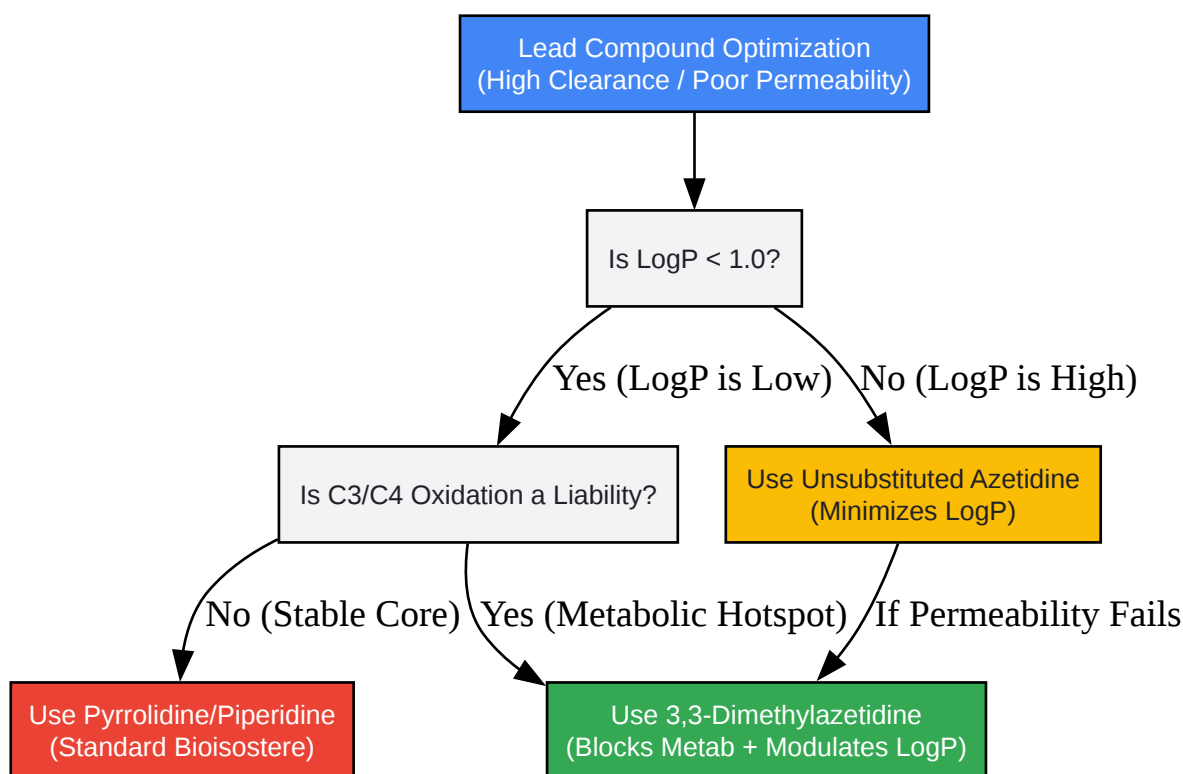 Lead Compound Optimization
(High Clearance / Poor Permeability)
Is LogP < 1.0?
Yes (LogP is Low)
No (LogP is High)
Is C3/C4 Oxidation a Liability?
Use Unsubstituted Azetidine
(Minimizes LogP)
No (Stable Core)
Yes (Metabolic Hotspot)
If Permeability Fails
Use Pyrrolidine/Piperidine
(Standard Bioisostere)
Use 3,3-Dimethylazetidine
(Blocks Metab + Modulates LogP)